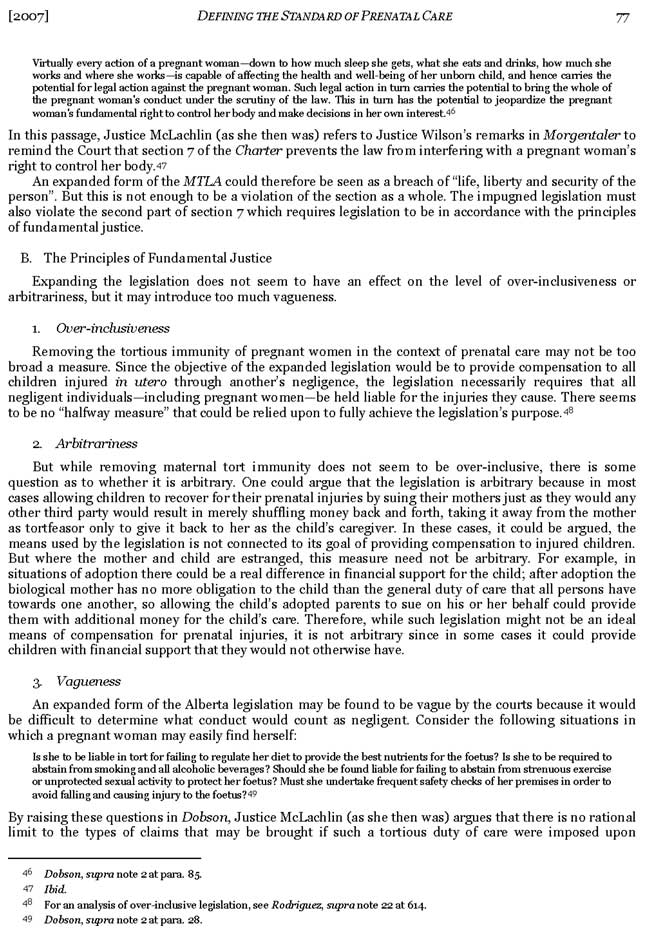 [2007] DEFINING THE STANDARD OF PRENATAL CARE 77
Virtually every action of a pregnant woman—down to how much sleep she gets, what she eats and drinks, how much she
works and where she works—is capable of affecting the health and well-being of her unborn child, and hence carries the
potential for legal action against the pregnant woman. Such legal action in turn carries the potential to bring the whole of
the pregnant woman's conduct under the scrutiny of the law. This in turn has the potential to jeopardize the pregnant
woman's fundamental right to control her body and make decisions in her own interest.46
In this passage, Justice McLachlin (as she then was) refers to Justice Wilson's remarks in Morgentaler to
remind the Court that section 7 of the Charter prevents the law from interfering with a pregnant woman's
right to control her body.47
An expanded form of the MTLA could therefore be seen as a breach of “life, liberty and security of the
person”. But this is not enough to be a violation of the section as a whole. The impugned legislation must
also violate the second part of section 7 which requires legislation to be in accordance with the principles
of fundamental justice.
B. The Principles of Fundamental Justice
Expanding the legislation does not seem to have an effect on the level of over-inclusiveness or
arbitrariness, but it may introduce too much vagueness.
1. Over-inclusiveness
Removing the tortious immunity of pregnant women in the context of prenatal care may not be too
broad a measure. Since the objective of the expanded legislation would be to provide compensation to all
children injured in utero through another's negligence, the legislation necessarily requires that all
negligent individuals—including pregnant women—be held liable for the injuries they cause. There seems
to be no “halfway measure” that could be relied upon to fully achieve the legislation's purpose.48
2. Arbitrariness
But while removing maternal tort immunity does not seem to be over-inclusive, there is some
question as to whether it is arbitrary. One could argue that the legislation is arbitrary because in most
cases allowing children to recover for their prenatal injuries by suing their mothers just as they would any
other third party would result in merely shuffling money back and forth, taking it away from the mother
as tortfeasor only to give it back to her as the child's caregiver. In these cases, it could be argued, the
means used by the legislation is not connected to its goal of providing compensation to injured children.
But where the mother and child are estranged, this measure need not be arbitrary. For example, in
situations of adoption there could be a real difference in financial support for the child; after adoption the
biological mother has no more obligation to the child than the general duty of care that all persons have
towards one another, so allowing the child's adopted parents to sue on his or her behalf could provide
them with additional money for the child's care. Therefore, while such legislation might not be an ideal
means of compensation for prenatal injuries, it is not arbitrary since in some cases it could provide
children with financial support that they would not otherwise have.
3. Vagueness
An expanded form of the Alberta legislation may be found to be vague by the courts because it would
be difficult to determine what conduct would count as negligent. Consider the following situations in
which a pregnant woman may easily find herself:
Is she to be liable in tort for failing to regulate her diet to provide the best nutrients for the foetus? Is she to be required to
abstain from smoking and all alcoholic beverages? Should she be found liable for failing to abstain from strenuous exercise
or unprotected sexual activity to protect her foetus? Must she undertake frequent safety checks of her premises in order to
avoid falling and causing injury to the foetus?49
By raising these questions in Dobson, Justice McLachlin (as she then was) argues that there is no rational
limit to the types of claims that may be brought if such a tortious duty of care were imposed upon
46 Dobson, supra note 2 at para. 85.
47 Ibid.
48 For an analysis of over-inclusive legislation, see Rodriguez, supra note 22 at 614.
49 Dobson, supra note 2 at para. 28.